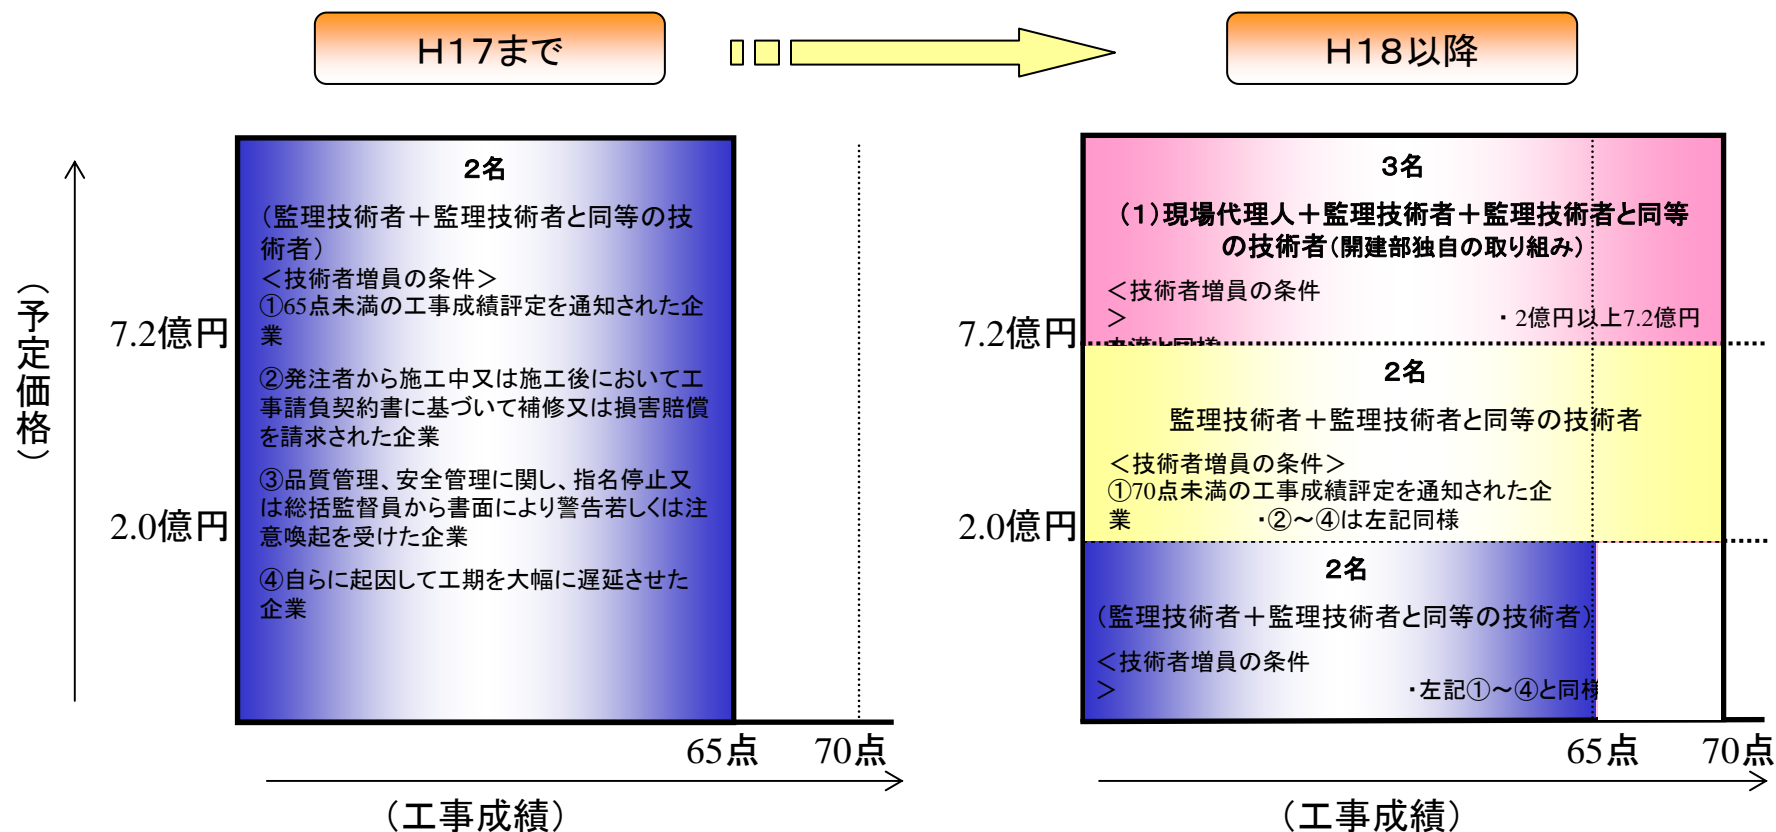 H17まで
H18以降
(予定価格)
7.2億円
2.0億円
2名
(監理技術者+監理技術者と同等の技
術者)
<技術者増員の条件>
①65点未満の工事成績評定を通知された企
業
②発注者から施工中又は施工後において工
事請負契約書に基づいて補修又は損害賠償
を請求された企業
③品質管理、安全管理に関し、指名停止又
は総括監督員から書面により警告若しくは注
意喚起を受けた企業
④自らに起因して工期を大幅に遅延させた
企業
65点
70点
(工事成績)
7.2億円
2.0億円
3名
(1)現場代理人+監理技術者+監理技術者と同等
の技術者(開建部独自の取り組み)
<技術者増員の条件
> ・2億円以上7.2億円
未満と同様
2名
監理技術者+監理技術者と同等の技術者
<技術者増員の条件>
①70点未満の工事成績評定を通知された企
業 ・②~④は左記同様
2名
(監理技術者+監理技術者と同等の技術者)
<技術者増員の条件
> ・左記①~④と同様
65点
70点
(工事成績)